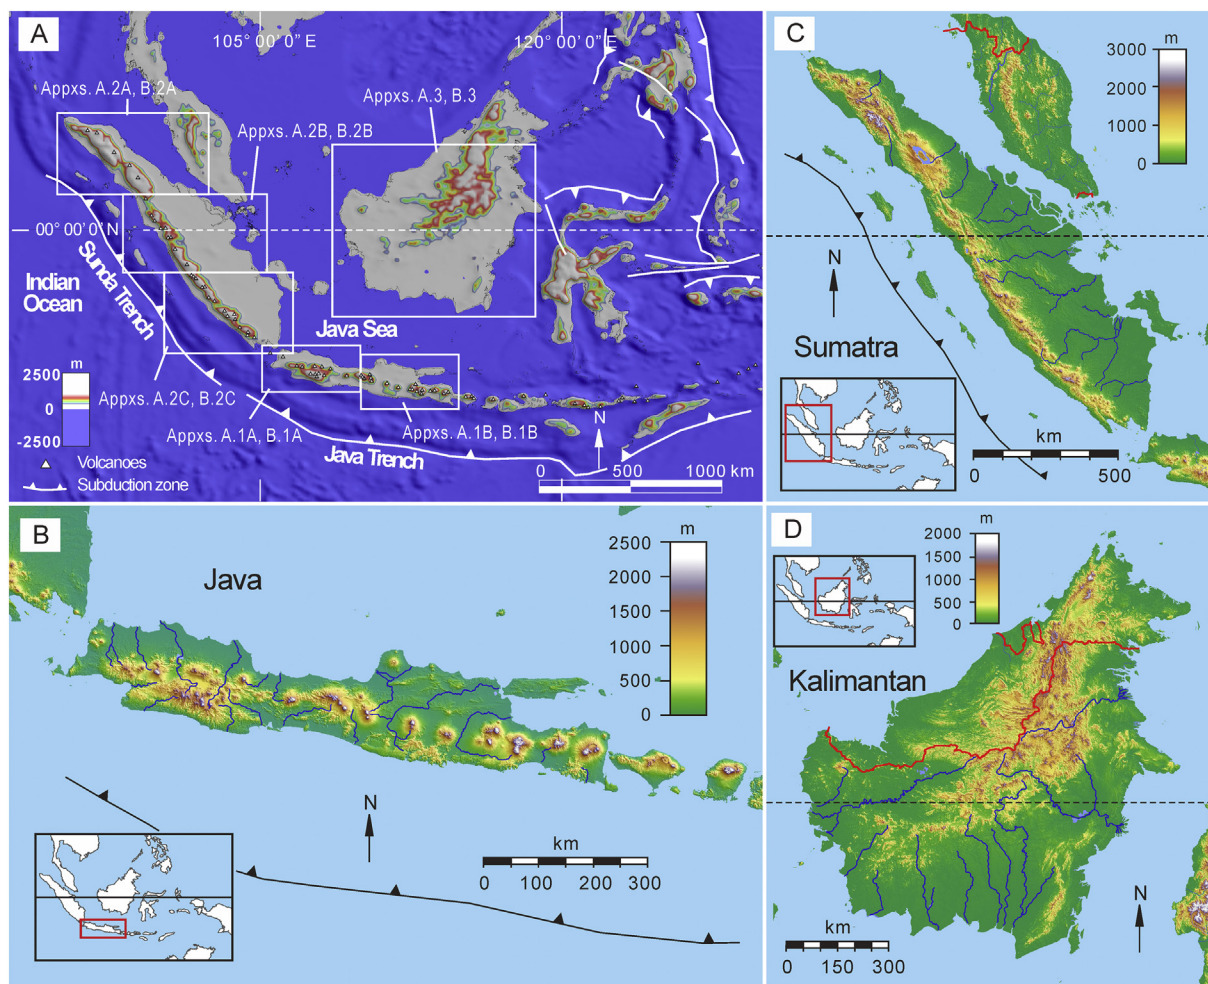 A
105° 00' 0" E
120° 00' 0" E
Appxs. A.2A, B.2A
Appxs. A.3, B.3
Appxs. A.2B, B.2B
00° 00' 0" N
Indian
Ocean
Sunda Trench
Java Sea
m
2500
0
-2500
Appxs. A.2C, B.2C
Appxs. A.1A, B.1A
Appxs. A.1B, B.1B
Java Trench
N
Volcanoes
Subduction zone
0 500 1000 km
B
Java
m
2500
2000
1500
1000
500
0
N
km
0 100 200 300
C
m
3000
2000
1000
0
N
Sumatra
km
0 500
D
m
2000
1500
1000
500
0
Kalimantan
N
km
0 150 300